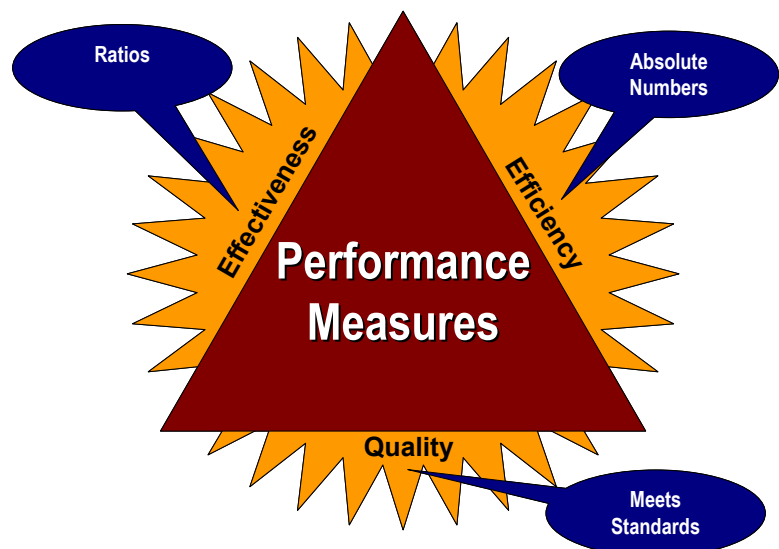 Ratios
Absolute
Numbers
Effectiveness
Efficiency
Performance
Measures
Quality
Meets
Standards